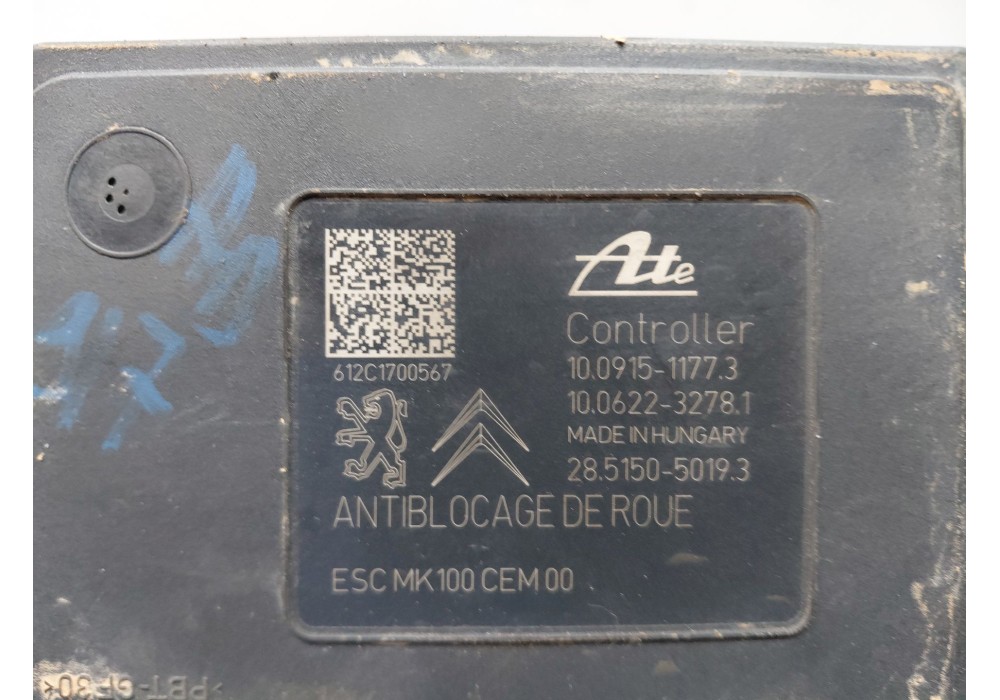 Ate
Controller
612C1700567
10.0915-1177.3
10.0622-3278.1
MADE IN HUNGARY
28.5150-5019.3
ANTIBLOCAGE DE ROUE
ESC MK100 CEM 00